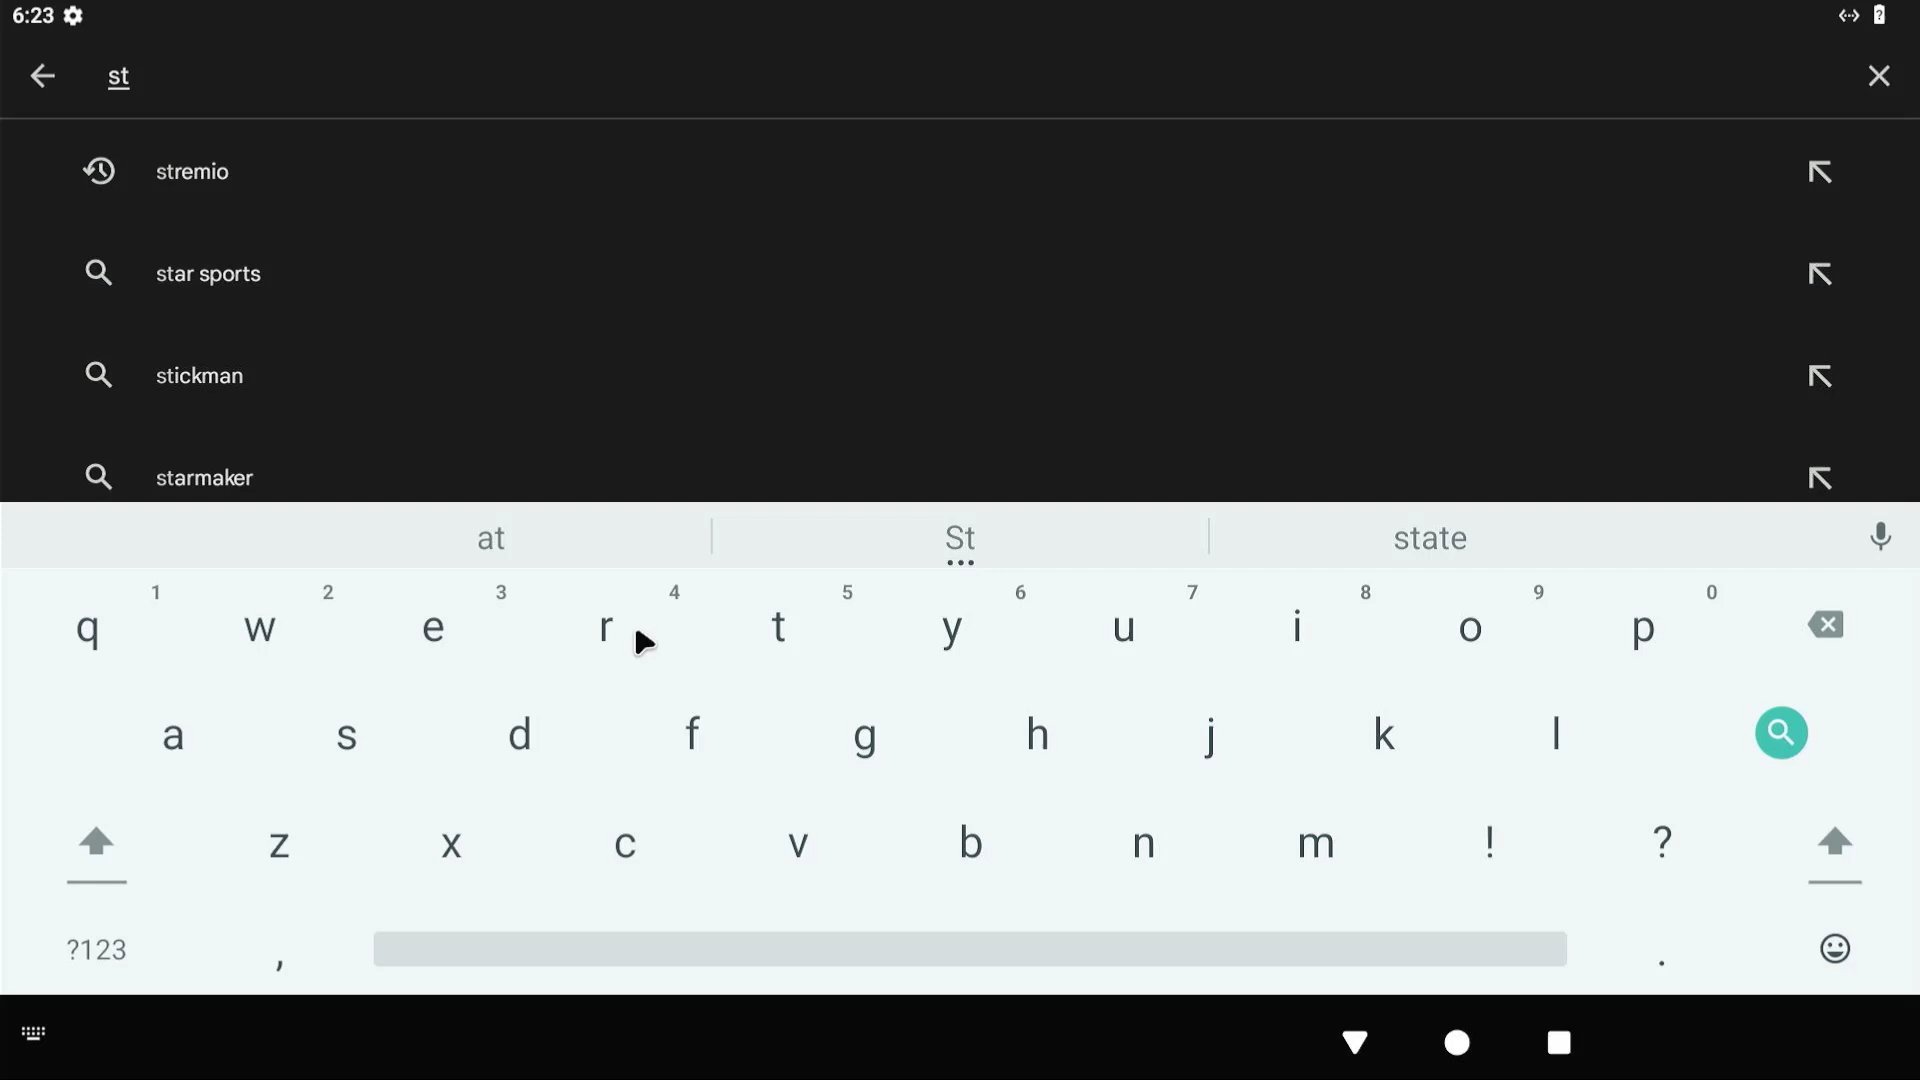 6:23
st
stremio
star sports
stickman
starmaker
at St state
1 2 3 4 5 6 7 8 9 0
q w e r t y u i o p
a s d f g h j k l
z x c v b n m ! ?
?123 , .